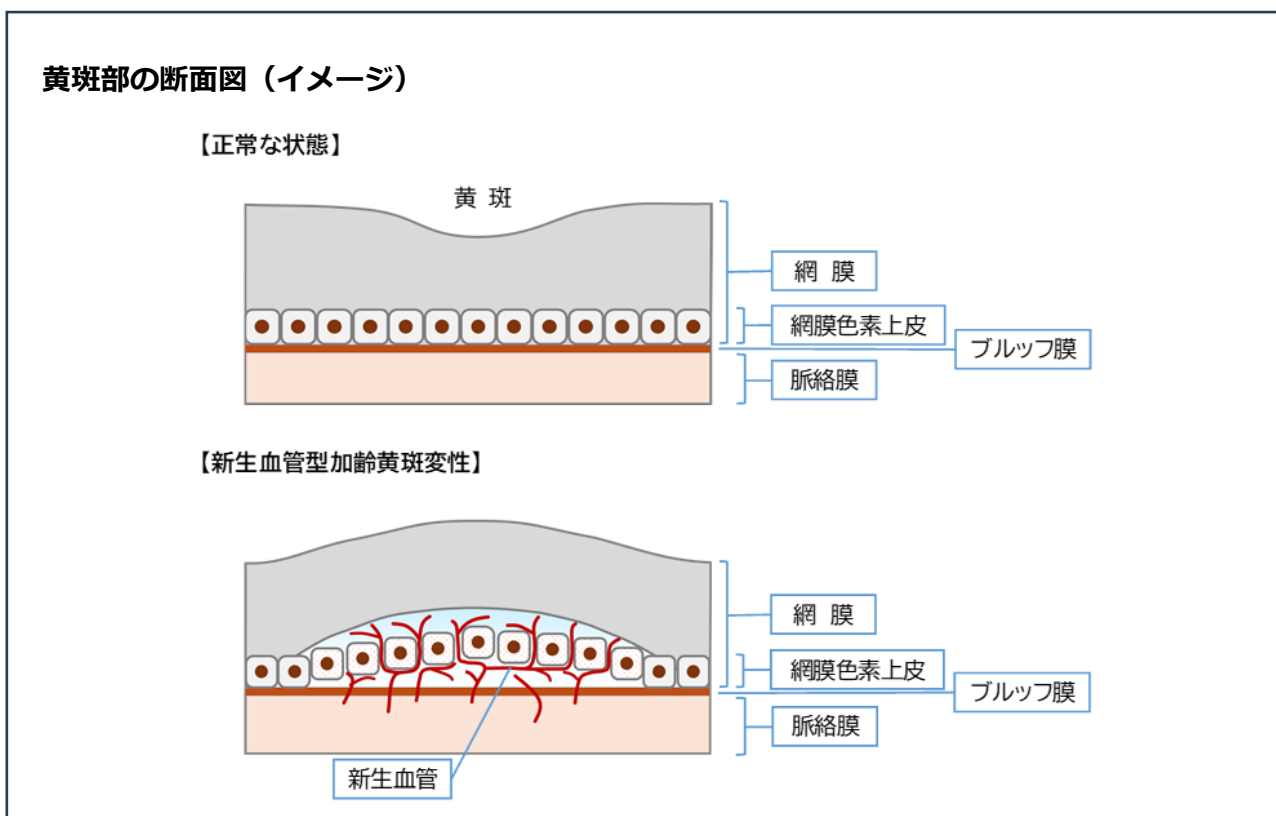 黄斑部の断面図（イメージ）
【正常な状態】
黄 斑
網 膜
網膜色素上皮
ブルッフ膜
脈絡膜
【新生血管型加齢黄斑変性】
網 膜
網膜色素上皮
ブルッフ膜
脈絡膜
新生血管